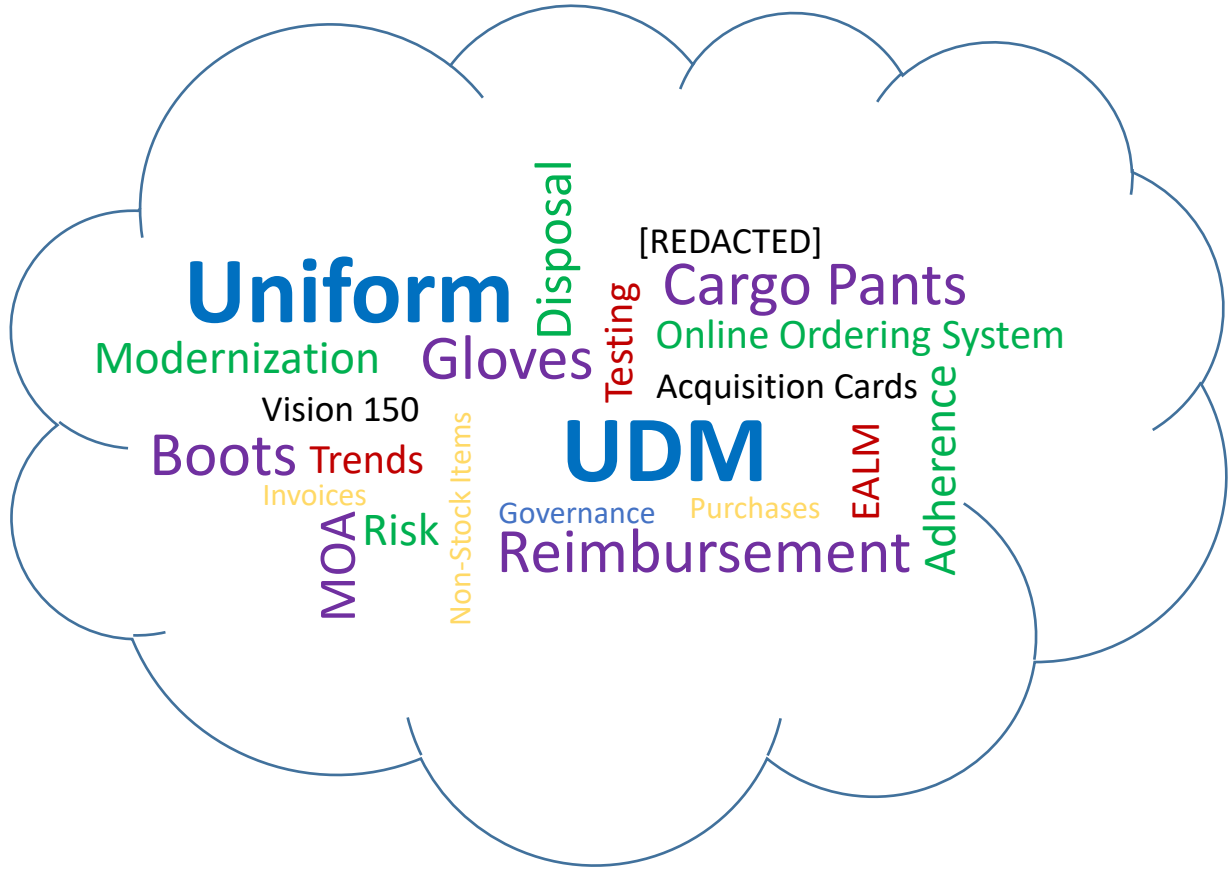 Disposal
[REDACTED]
Uniform
Cargo Pants
Testing
Online Ordering System
Modernization
Gloves
Acquisition Cards
Adherence
Vision 150
UDM
Boots
Trends
EALM
Non-Stock Items
Invoices
Governance
Purchases
MOA
Risk
Reimbursement